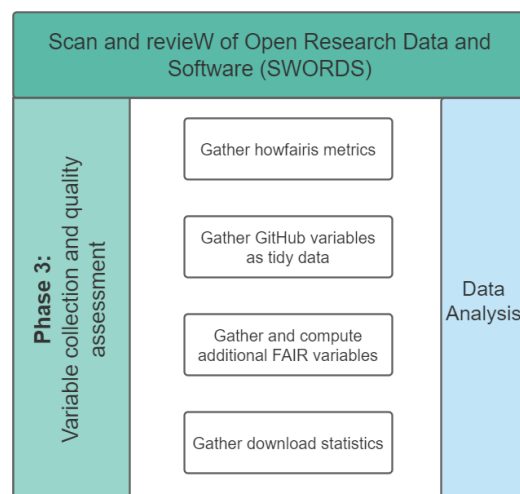 Scan and revieW of Open Research Data and
Software (SWORDS)
Phase 3:
Variable collection and quality
assessment
Gather howfairis metrics
Gather GitHub variables
as tidy data
Gather and compute
additional FAIR variables
Gather download statistics
Data
Analysis